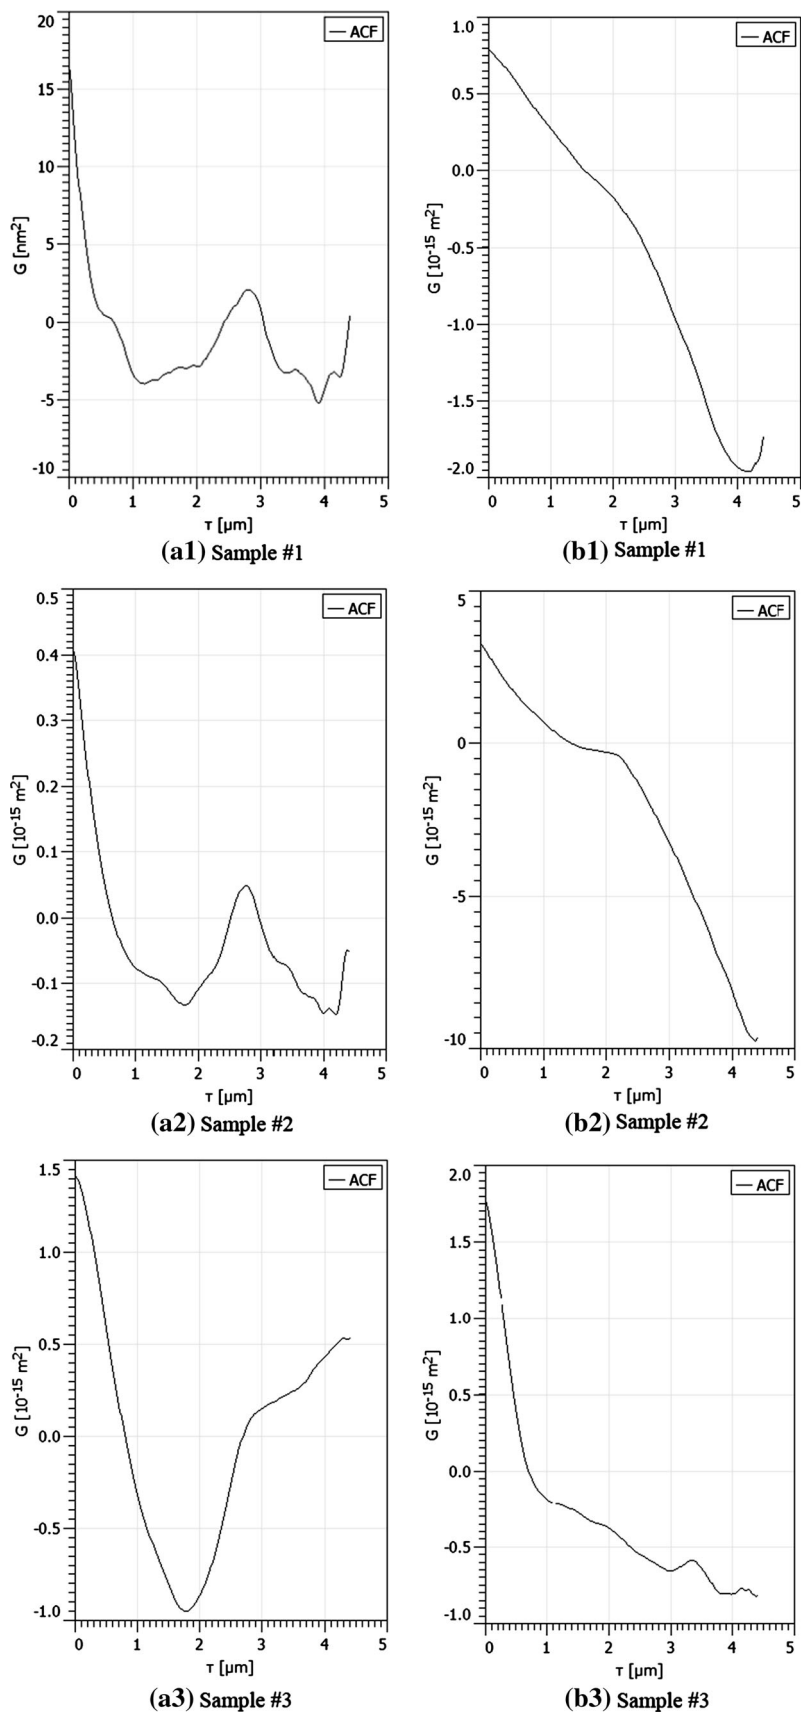 20
ACF
15
10
5
0
-5
-10
G [nm²]
0 1 2 3 4 5
τ [μm]
(a1) Sample #1
1.0
ACF
0.5
0.0
-0.5
-1.0
-1.5
-2.0
G [10⁻¹⁵ m²]
0 1 2 3 4 5
τ [μm]
(b1) Sample #1
0.5
ACF
0.4
0.3
0.2
0.1
0.0
-0.1
-0.2
G [10⁻¹⁵ m²]
0 1 2 3 4 5
τ [μm]
(a2) Sample #2
5
ACF
0
-5
-10
G [10⁻¹⁵ m²]
0 1 2 3 4 5
τ [μm]
(b2) Sample #2
1.5
ACF
1.0
0.5
0.0
-0.5
-1.0
G [10⁻¹⁵ m²]
0 1 2 3 4 5
τ [μm]
(a3) Sample #3
2.0
ACF
1.5
1.0
0.5
0.0
-0.5
-1.0
G [10⁻¹⁵ m²]
0 1 2 3 4 5
τ [μm]
(b3) Sample #3